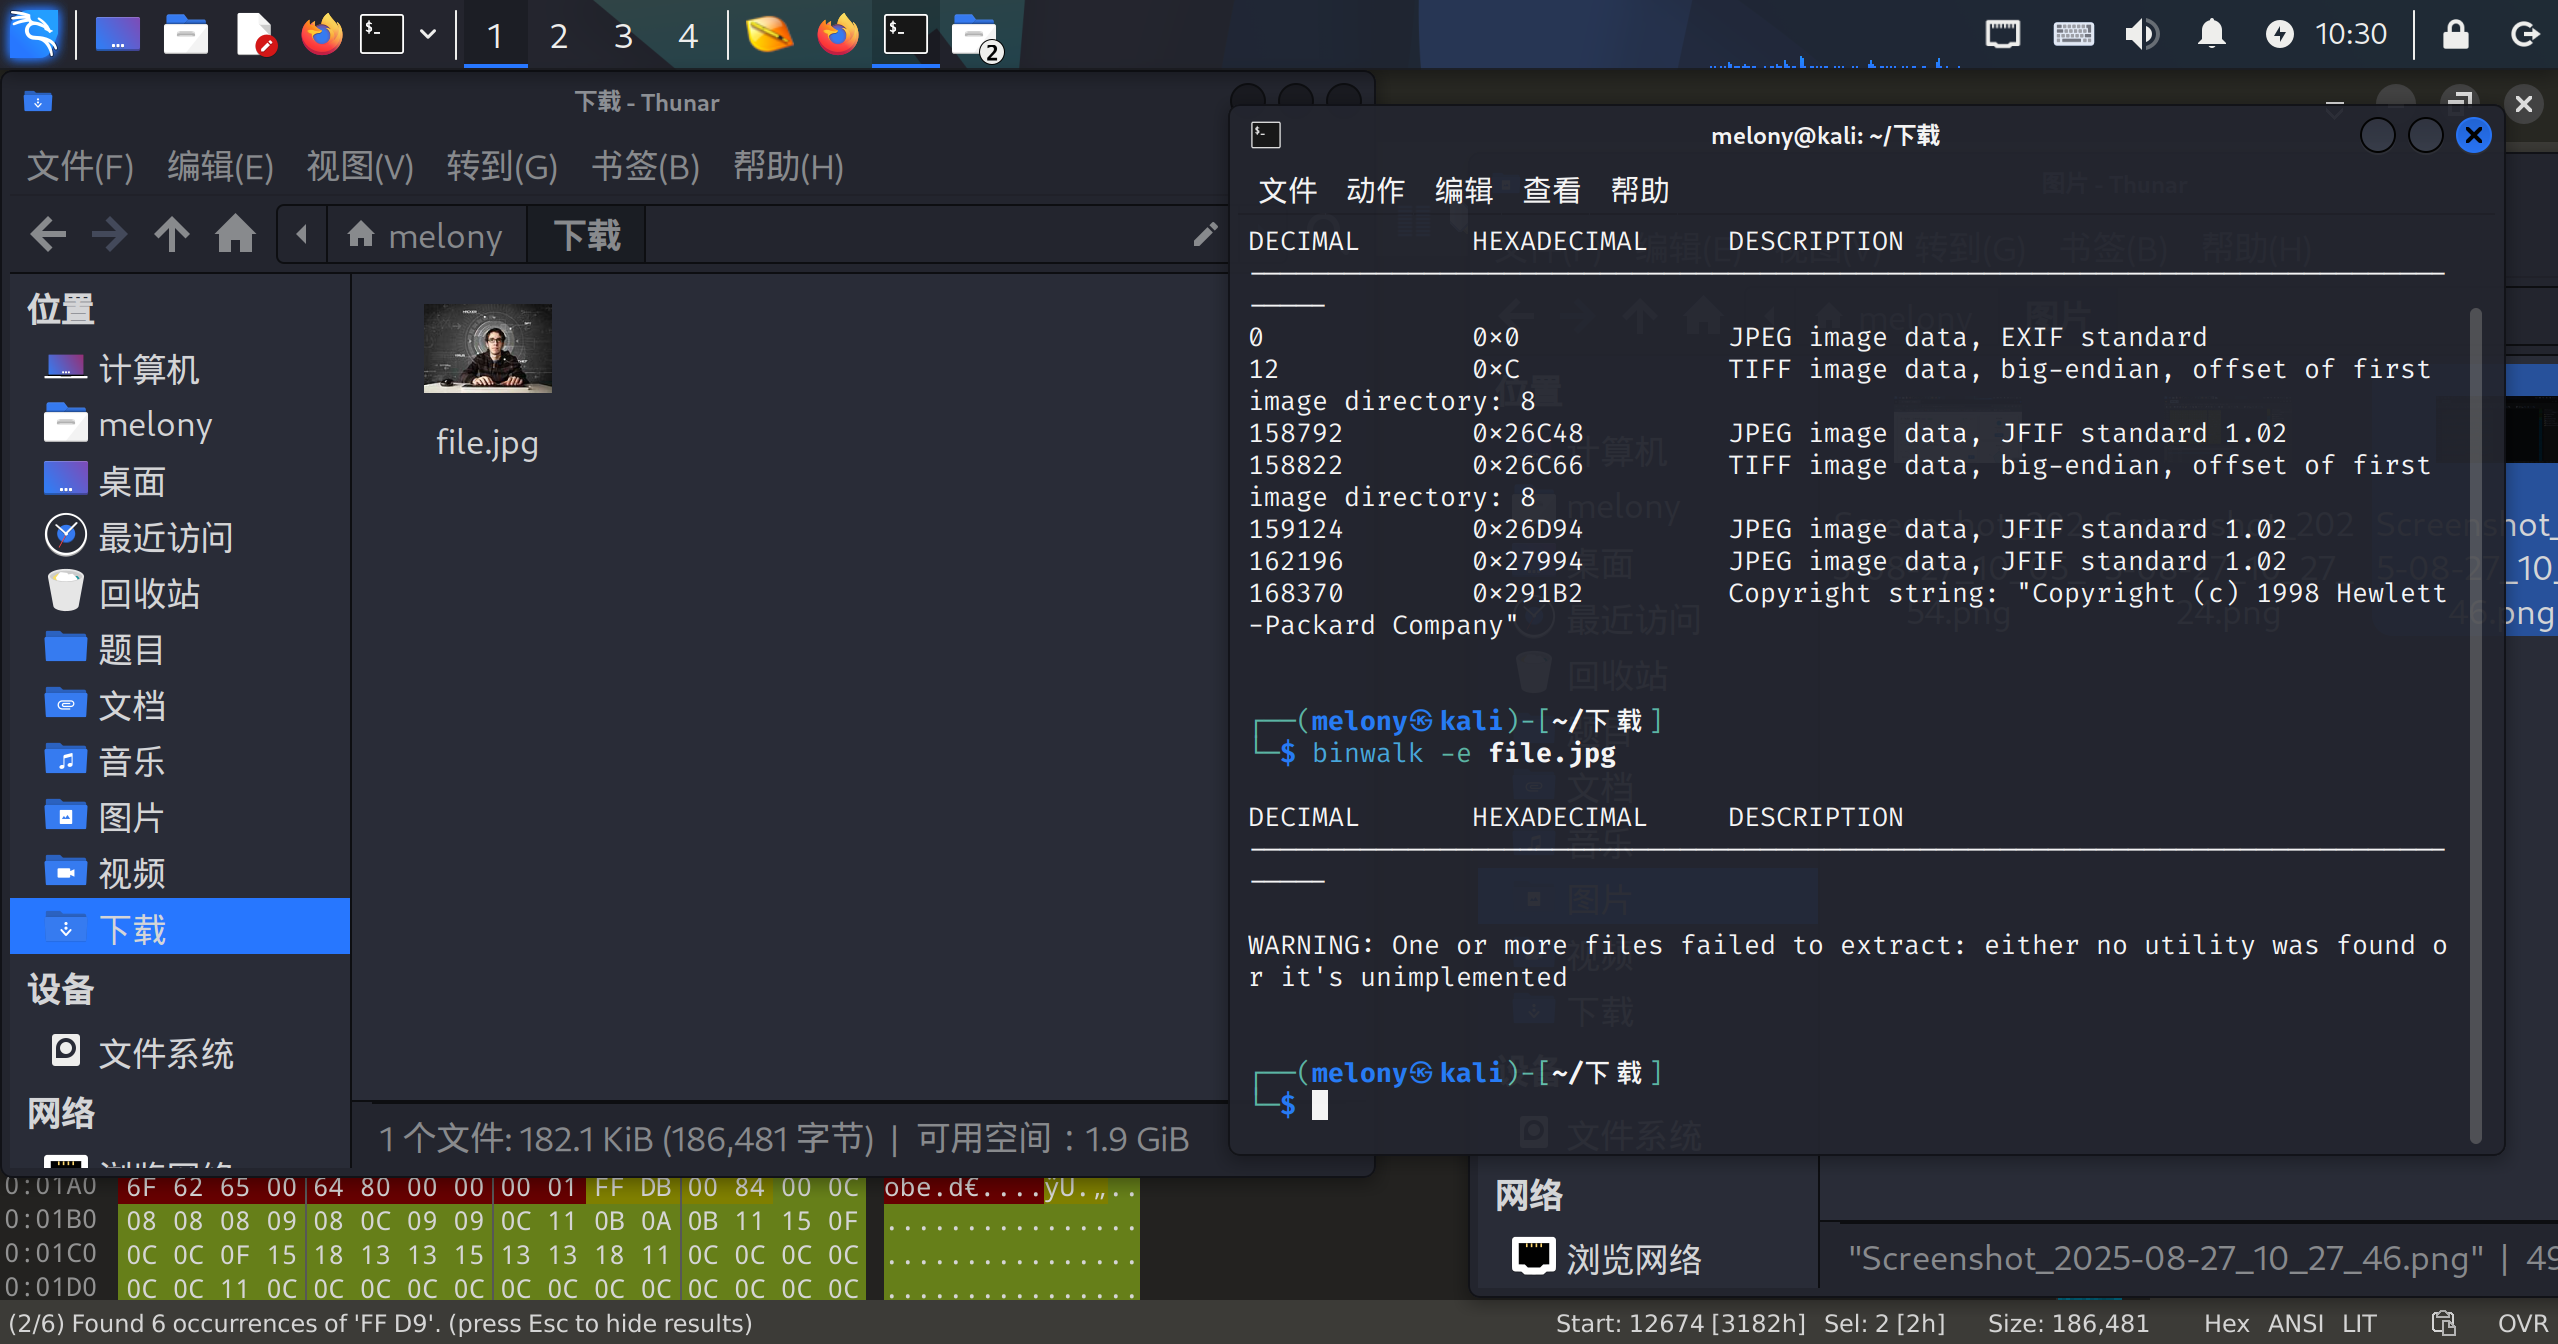 1 2 3 4 2 10:30
下载 - Thunar
文件(F) 编辑(E) 视图(V) 转到(G) 书签(B) 帮助(H)
melony 下载
位置
计算机
melony
桌面
最近访问
回收站
题目
文档
音乐
图片
视频
下载
设备
文件系统
网络
file.jpg
1 个文件: 182.1 KiB (186,481 字节) | 可用空间：1.9 GiB
melony@kali: ~/下载
文件 动作 编辑 查看 帮助
DECIMAL HEXADECIMAL DESCRIPTION
0 0×0 JPEG image data, EXIF standard
12 0×C TIFF image data, big-endian, offset of first
image directory: 8
158792 0×26C48 JPEG image data, JFIF standard 1.02
158822 0×26C66 TIFF image data, big-endian, offset of first
image directory: 8
159124 0×26D94 JPEG image data, JFIF standard 1.02
162196 0×27994 JPEG image data, JFIF standard 1.02
168370 0×291B2 Copyright string: "Copyright (c) 1998 Hewlett
-Packard Company"
(melony㉿kali)-[~/下载]
$ binwalk -e file.jpg
DECIMAL HEXADECIMAL DESCRIPTION
WARNING: One or more files failed to extract: either no utility was found o
r it's unimplemented
(melony㉿kali)-[~/下载]
$
0:01A0 6F 62 65 00 64 80 00 00 00 01 FF DB 00 84 00 0C obe.d€....ÿÛ.„..
0:01B0 08 08 08 09 08 0C 09 09 0C 11 0B 0A 0B 11 15 0F ................
0:01C0 0C 0C 0F 15 18 13 13 15 13 13 18 11 0C 0C 0C 0C ................
0:01D0 0C 0C 11 0C 0C 0C 0C 0C 0C 0C 0C 0C 0C 0C 0C 0C ................
网络
浏览网络
"Screenshot_2025-08-27_10_27_46.png" | 49
(2/6) Found 6 occurrences of 'FF D9'. (press Esc to hide results) Start: 12674 [3182h] Sel: 2 [2h] Size: 186,481 Hex ANSI LIT OVR